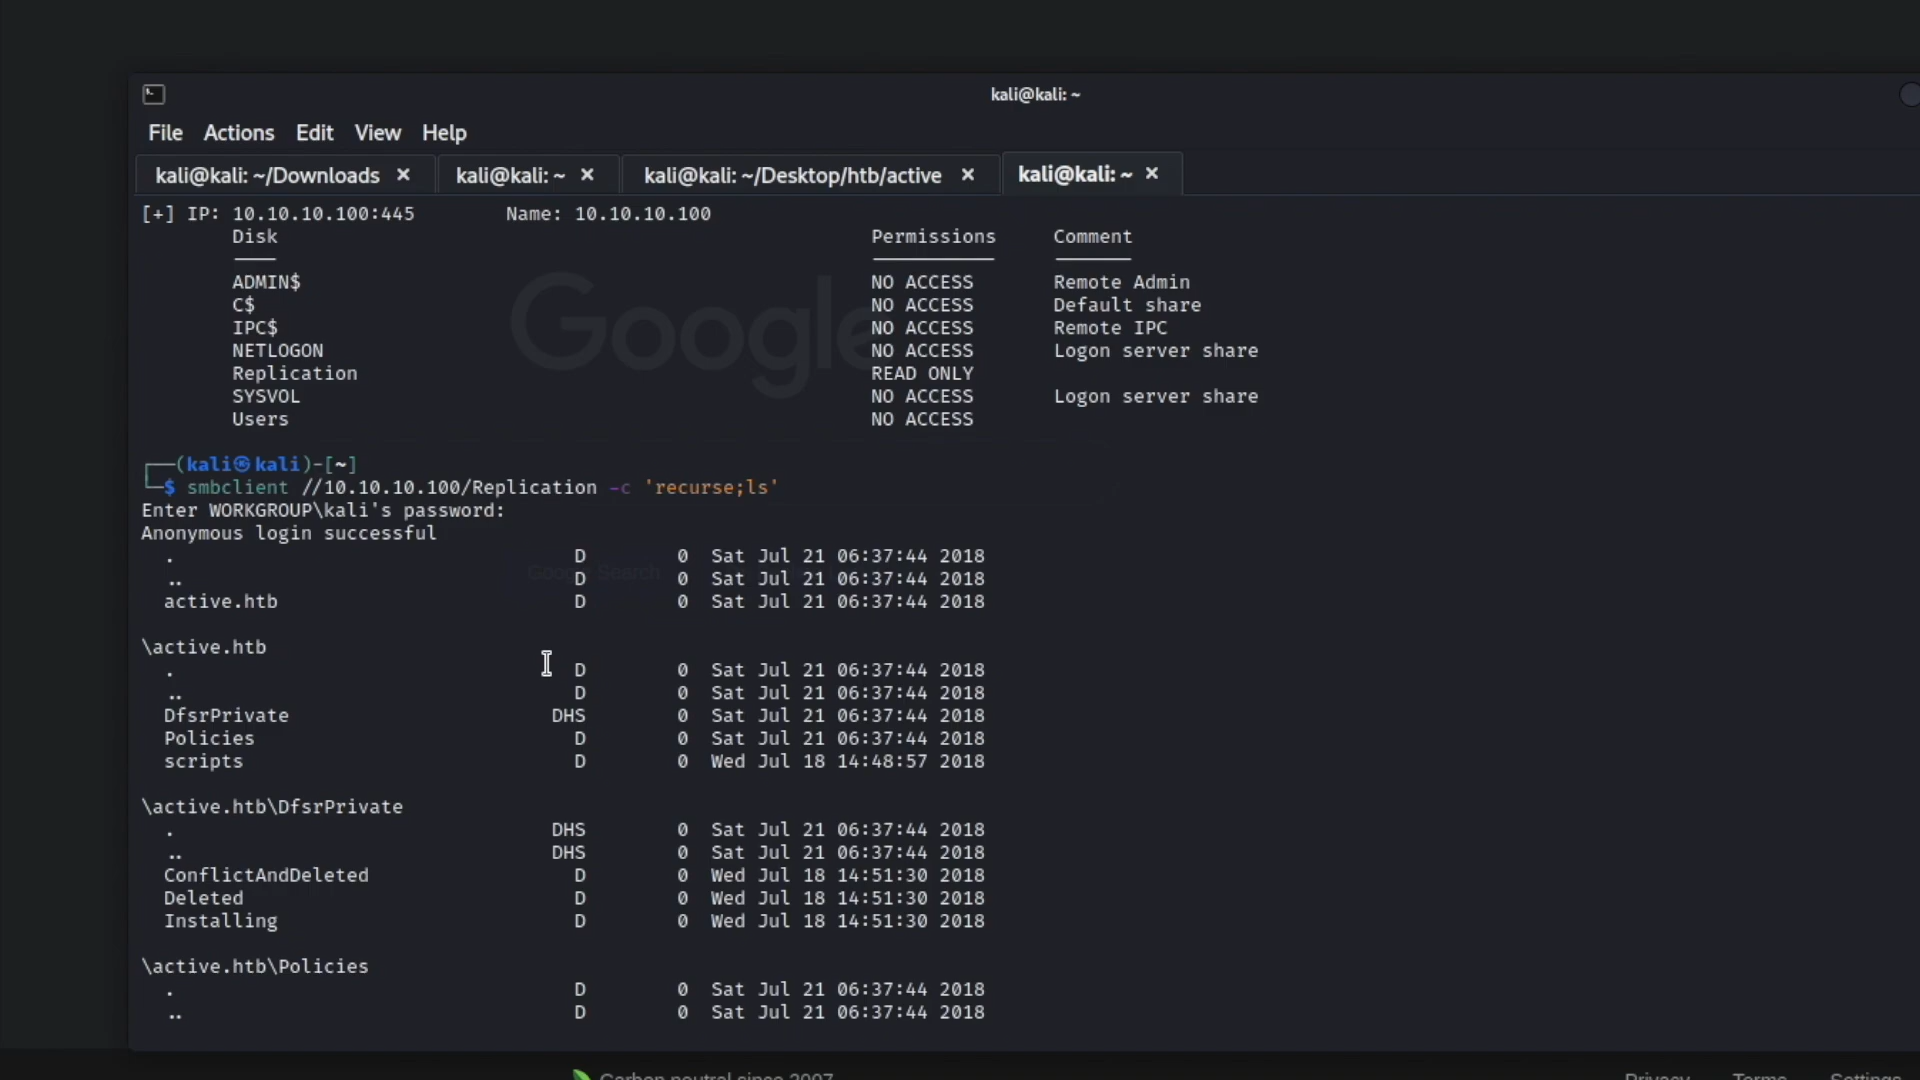 kali@kali: ~
File Actions Edit View Help
kali@kali: ~/Downloads × kali@kali: ~ × kali@kali: ~/Desktop/htb/active × kali@kali: ~ ×
[+] IP: 10.10.10.100:445 Name: 10.10.10.100
Disk Permissions Comment
---- ----------- -------
ADMIN$ NO ACCESS Remote Admin
C$ NO ACCESS Default share
IPC$ NO ACCESS Remote IPC
NETLOGON NO ACCESS Logon server share
Replication READ ONLY
SYSVOL NO ACCESS Logon server share
Users NO ACCESS
Google
┌──(kali㉿kali)-[~]
└─$ smbclient //10.10.10.100/Replication -c 'recurse;ls'
Enter WORKGROUP\kali's password:
Anonymous login successful
. D 0 Sat Jul 21 06:37:44 2018
.. D 0 Sat Jul 21 06:37:44 2018
Google Search
active.htb D 0 Sat Jul 21 06:37:44 2018
\active.htb
. D 0 Sat Jul 21 06:37:44 2018
.. D 0 Sat Jul 21 06:37:44 2018
DfsrPrivate DHS 0 Sat Jul 21 06:37:44 2018
Policies D 0 Sat Jul 21 06:37:44 2018
scripts D 0 Wed Jul 18 14:48:57 2018
\active.htb\DfsrPrivate
. DHS 0 Sat Jul 21 06:37:44 2018
.. DHS 0 Sat Jul 21 06:37:44 2018
ConflictAndDeleted D 0 Wed Jul 18 14:51:30 2018
Deleted D 0 Wed Jul 18 14:51:30 2018
Installing D 0 Wed Jul 18 14:51:30 2018
\active.htb\Policies
. D 0 Sat Jul 21 06:37:44 2018
.. D 0 Sat Jul 21 06:37:44 2018
Carbon neutral since 2007 Privacy Terms Settings